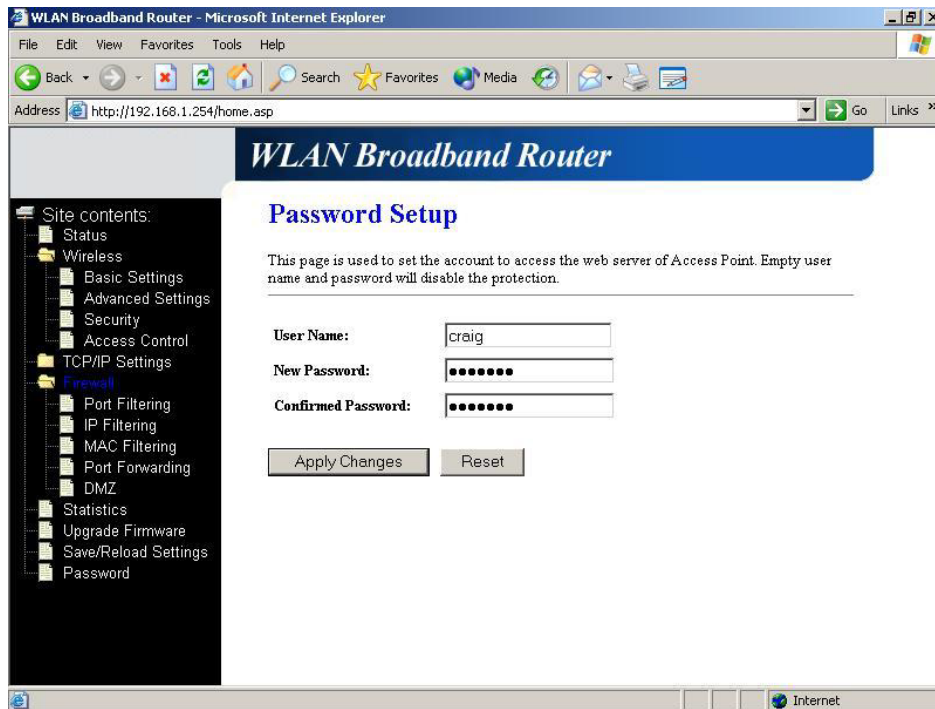 WLAN Broadband Router - Microsoft Internet Explorer
File Edit View Favorites Tools Help
Back Search Favorites Media
Address http://192.168.1.254/home.asp Go Links »
WLAN Broadband Router
Site contents:
Status
Wireless
Basic Settings
Advanced Settings
Security
Access Control
TCP/IP Settings
Firewall
Port Filtering
IP Filtering
MAC Filtering
Port Forwarding
DMZ
Statistics
Upgrade Firmware
Save/Reload Settings
Password
Password Setup
This page is used to set the account to access the web server of Access Point. Empty user
name and password will disable the protection.
User Name: craig
New Password: •••••••
Confirmed Password: •••••••
Apply Changes Reset
Internet